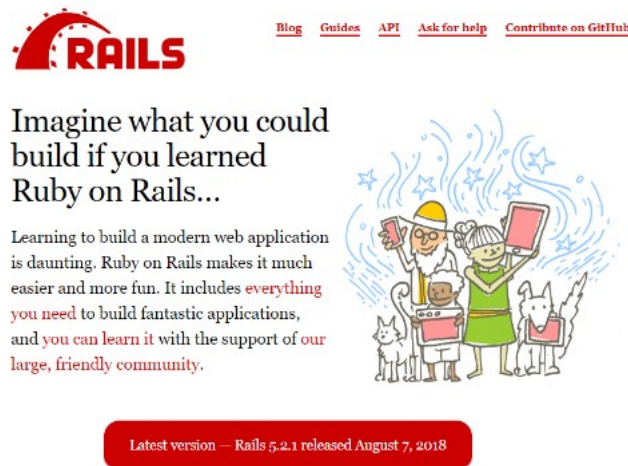 RAILS
Blog Guides API Ask for help Contribute on GitHub
Imagine what you could
build if you learned
Ruby on Rails...
Learning to build a modern web application
is daunting. Ruby on Rails makes it much
easier and more fun. It includes everything
you need to build fantastic applications,
and you can learn it with the support of our
large, friendly community.
Latest version — Rails 5.2.1 released August 7, 2018